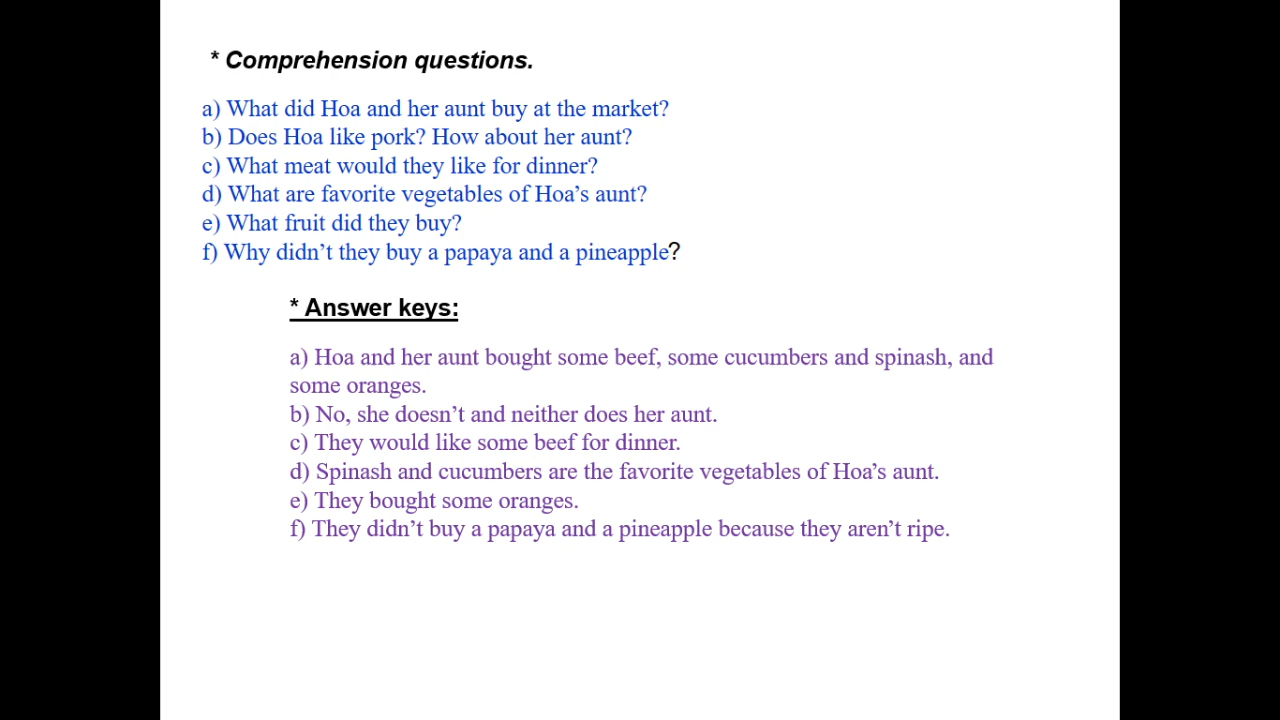 * Comprehension questions.
a) What did Hoa and her aunt buy at the market?
b) Does Hoa like pork? How about her aunt?
c) What meat would they like for dinner?
d) What are favorite vegetables of Hoa’s aunt?
e) What fruit did they buy?
f) Why didn’t they buy a papaya and a pineapple?
* Answer keys:
a) Hoa and her aunt bought some beef, some cucumbers and spinash, and
some oranges.
b) No, she doesn’t and neither does her aunt.
c) They would like some beef for dinner.
d) Spinash and cucumbers are the favorite vegetables of Hoa’s aunt.
e) They bought some oranges.
f) They didn’t buy a papaya and a pineapple because they aren’t ripe.